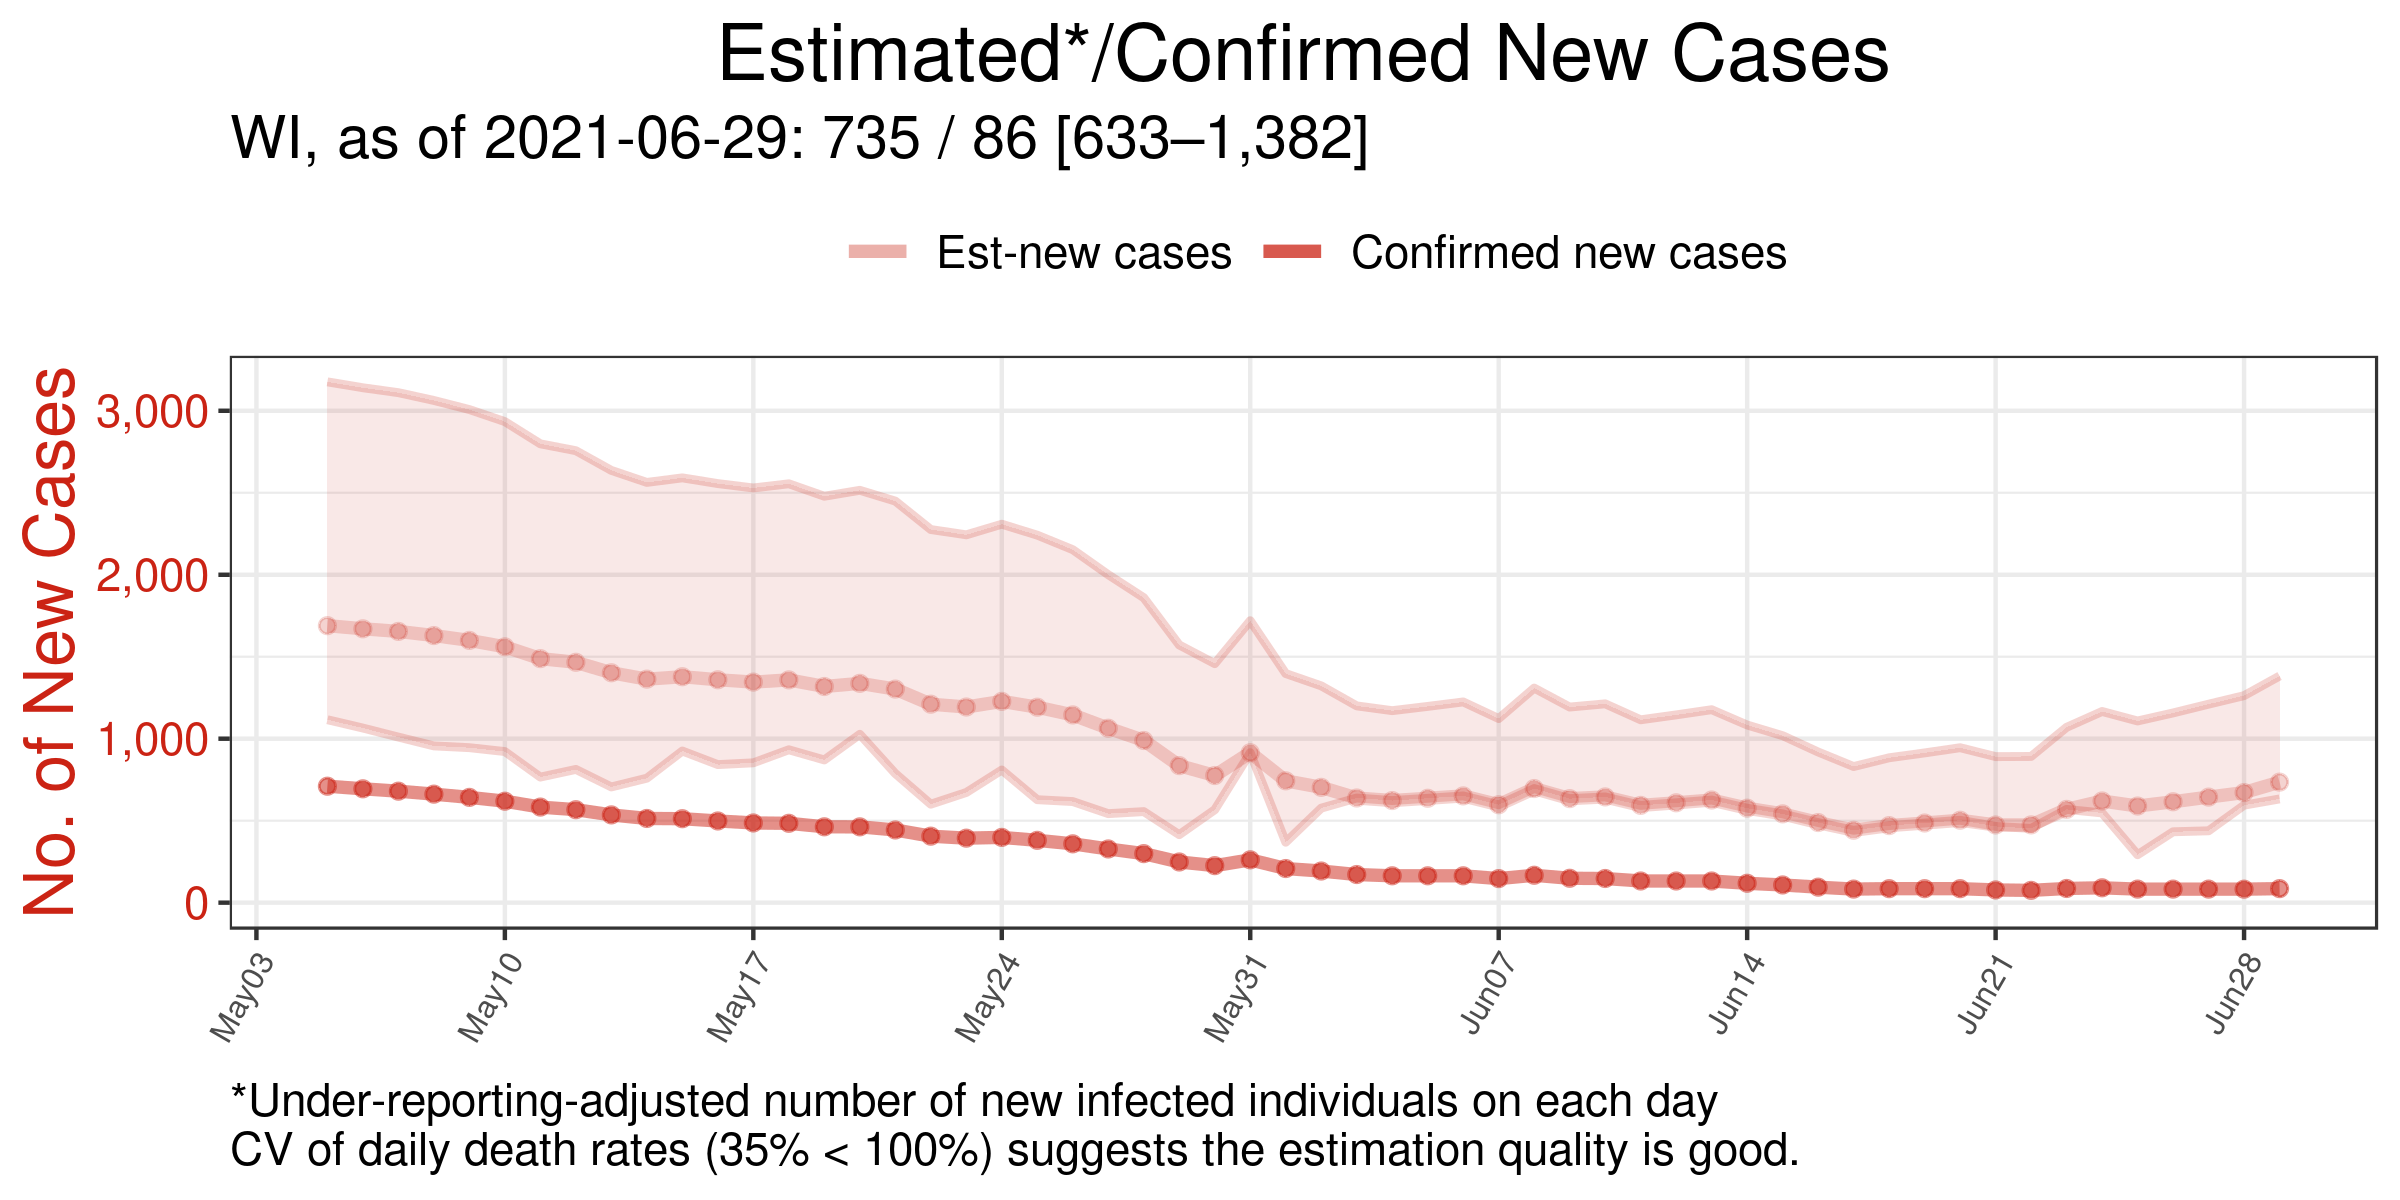 Estimated*/Confirmed New Cases
WI, as of 2021-06-29: 735 / 86 [633–1,382]
Est-new cases Confirmed new cases
No. of New Cases
3,000
2,000
1,000
0
May03 May10 May17 May24 May31 Jun07 Jun14 Jun21 Jun28
*Under-reporting-adjusted number of new infected individuals on each day
CV of daily death rates (35% < 100%) suggests the estimation quality is good.